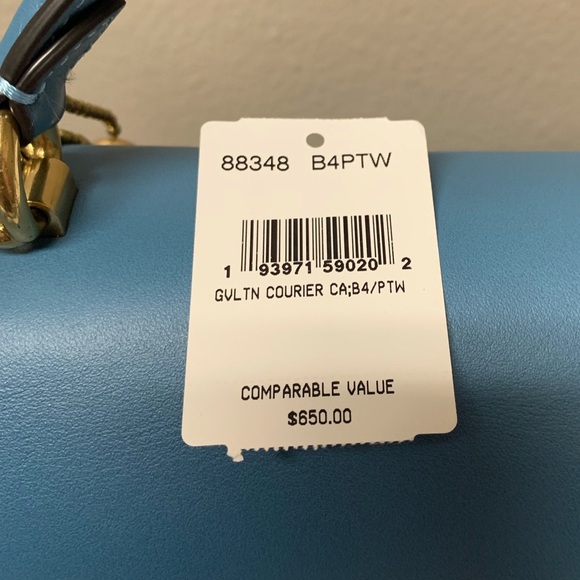 88348 B4PTW
1 93971 59020 2
GVLTN COURIER CA;B4/PTW
COMPARABLE VALUE
$650.00